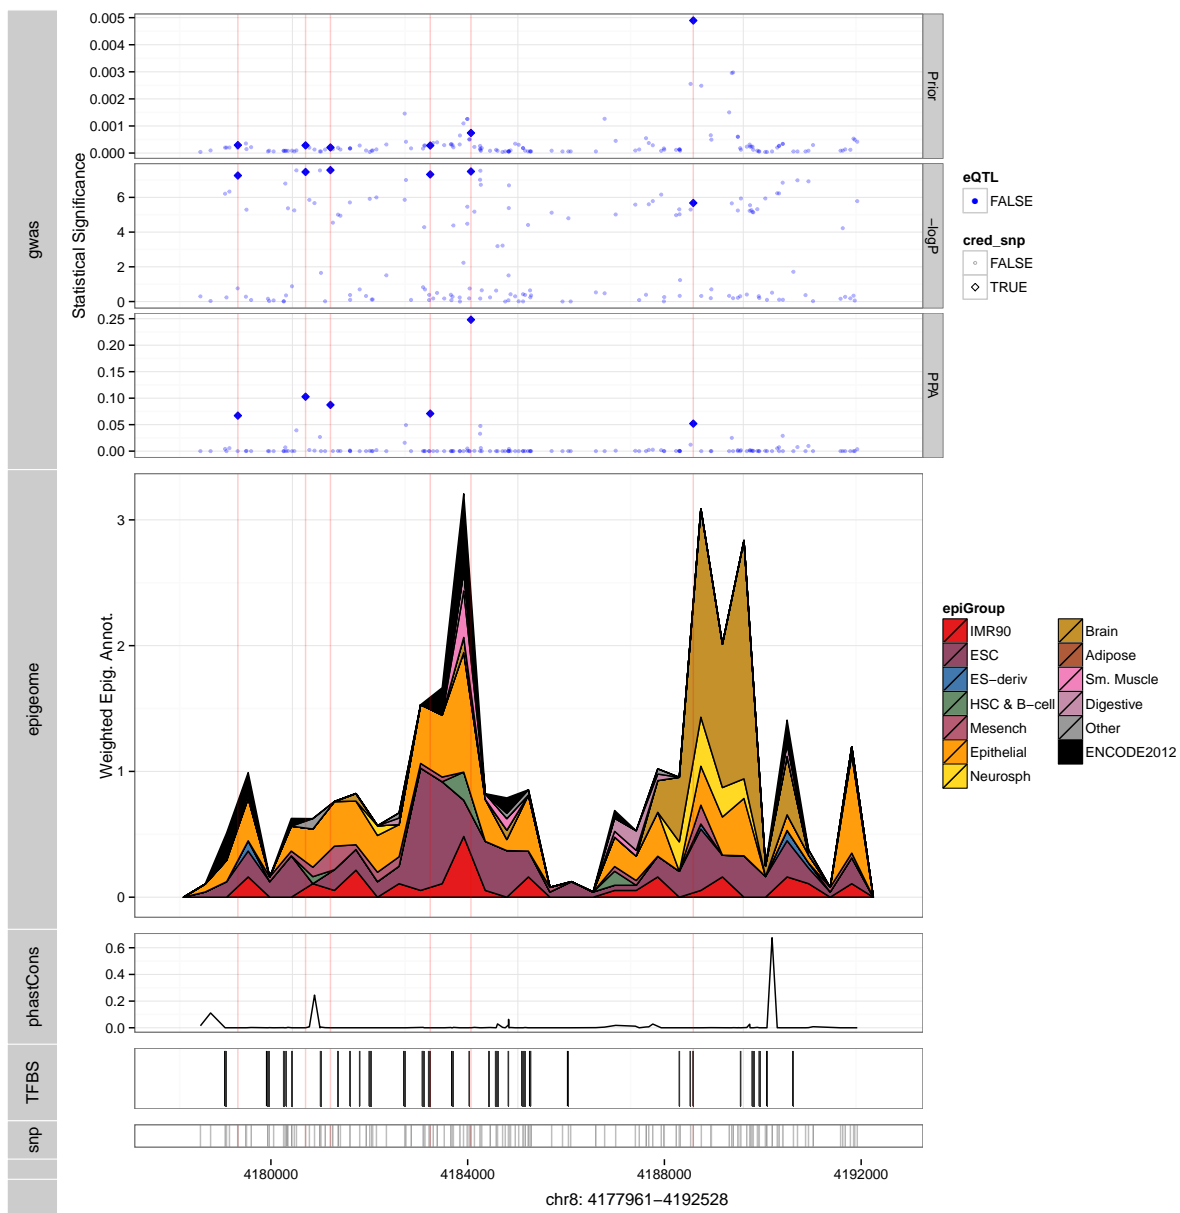 gwas
Statistical Significance
0.005
0.004
0.003
0.002
0.001
0.000
Prior
6
4
2
0
−logP
0.25
0.20
0.15
0.10
0.05
0.00
PPA
eQTL
FALSE
cred_snp
FALSE
TRUE
epigeome
Weighted Epig. Annot.
3
2
1
0
epiGroup
IMR90
ESC
ES−deriv
HSC & B−cell
Mesench
Epithelial
Neurosph
Brain
Adipose
Sm. Muscle
Digestive
Other
ENCODE2012
phastCons
0.6
0.4
0.2
0.0
TFBS
snp
4180000
4184000
4188000
4192000
chr8: 4177961−4192528